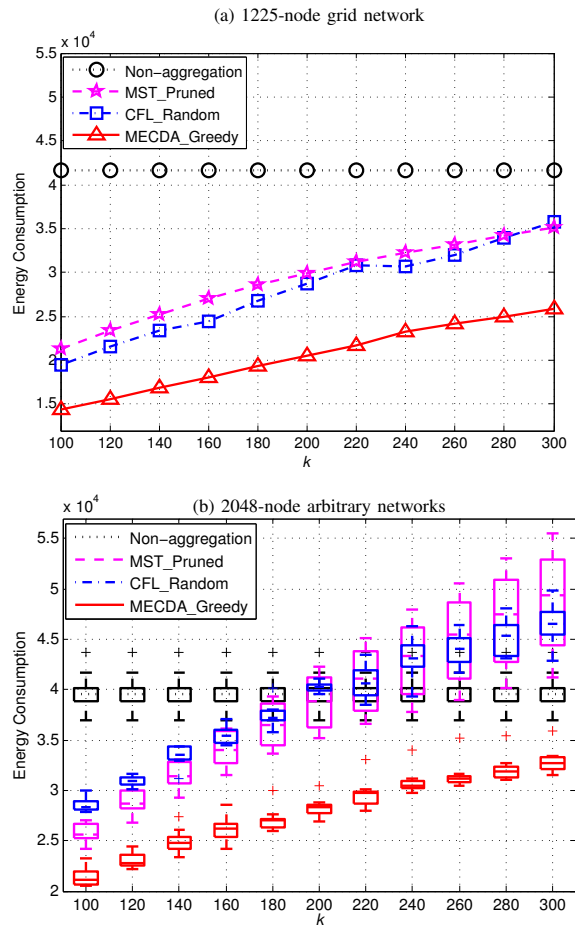 (a) 1225-node grid network
x 10^4
5.5
5
4.5
4
3.5
3
2.5
2
1.5
Energy Consumption
Non-aggregation
MST_Pruned
CFL_Random
MECDA_Greedy
100 120 140 160 180 200 220 240 260 280 300
k
(b) 2048-node arbitrary networks
x 10^4
5.5
5
4.5
4
3.5
3
2.5
2
Energy Consumption
Non-aggregation
MST_Pruned
CFL_Random
MECDA_Greedy
100 120 140 160 180 200 220 240 260 280 300
k